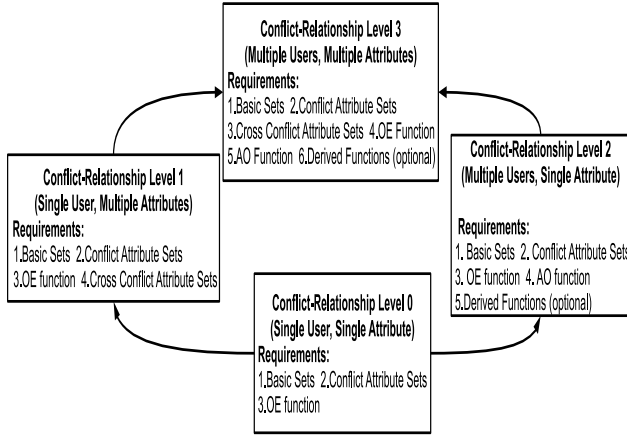 Conflict-Relationship Level 3
(Multiple Users, Multiple Attributes)
Requirements:
1.Basic Sets 2.Conflict Attribute Sets
3.Cross Conflict Attribute Sets 4.OE Function
5.AO Function 6.Derived Functions (optional)
Conflict-Relationship Level 1
(Single User, Multiple Attributes)
Requirements:
1.Basic Sets 2.Conflict Attribute Sets
3.OE function 4.Cross Conflict Attribute Sets
Conflict-Relationship Level 2
(Multiple Users, Single Attribute)
Requirements:
1. Basic Sets 2. Conflict Attribute Sets
3. OE function 4. AO function
5.Derived Functions (optional)
Conflict-Relationship Level 0
(Single User, Single Attribute)
Requirements:
1.Basic Sets 2.Conflict Attribute Sets
3.OE function